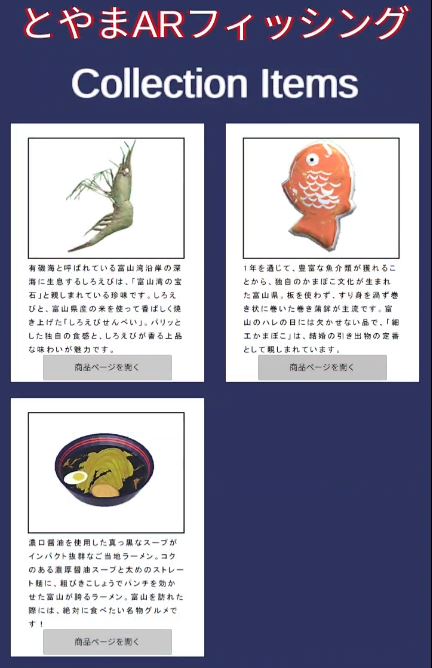 とやまARフィッシング
Collection Items
有磯海と呼ばれている富山湾沿岸の深
海に生息するしろえびは、「富山湾の宝
石」と親しまれている珍味です。しろえ
びと、富山県産の米を使って香ばしく焼
き上げた「しろえびせんべい」。パリッと
した独自の食感と、しろえびが香る上品
な味わいが魅力です。
商品ページを開く
1年を通じて、豊富な魚介類が獲れるこ
とから、独自のかまぼこ文化が生まれ
た富山県。板を使わず、すり身を渦ず巻
き状に巻いた巻き蒲鉾が主流です。富
山のハレの日には欠かせない品で、「細
工かまぼこ」は、結婚の引き出物の定番
として親しまれています。
商品ページを開く
濃口醤油を使用した真っ黒なスープが
インパクト抜群なご当地ラーメン。コク
のある濃厚醤油スープと太めのストレー
ト麺に、粗びきこしょうでパンチを効か
せた富山が誇るラーメン。富山を訪れた
際には、絶対に食べたい名物グルメで
す！
商品ページを開く